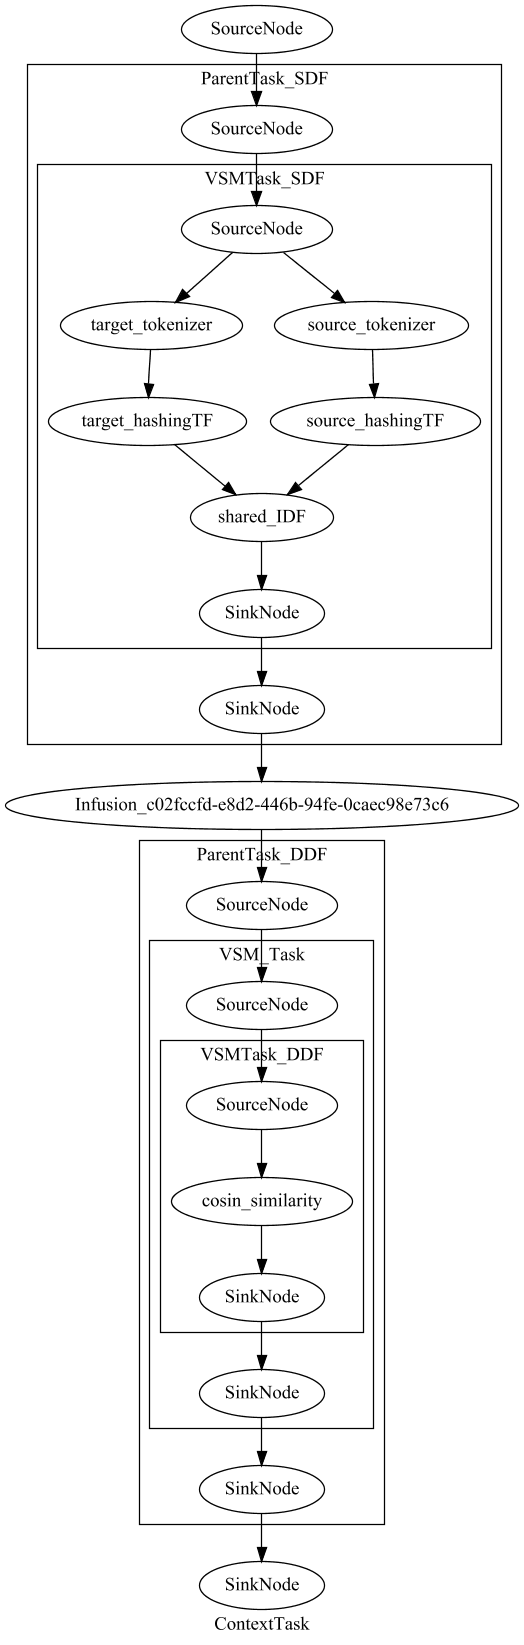 SourceNode
ParentTask_SDF
SourceNode
VSMTask_SDF
SourceNode
target_tokenizer source_tokenizer
target_hashingTF source_hashingTF
shared_IDF
SinkNode
SinkNode
Infusion_c02fccfd-e8d2-446b-94fe-0caec98e73c6
ParentTask_DDF
SourceNode
VSM_Task
SourceNode
VSMTask_DDF
SourceNode
cosin_similarity
SinkNode
SinkNode
SinkNode
SinkNode
ContextTask